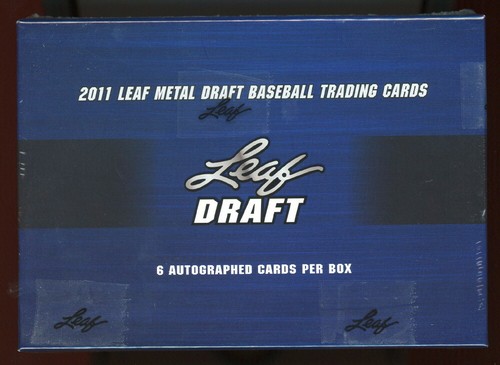 2011 LEAF METAL DRAFT BASEBALL TRADING CARDS
Leaf
Leaf
DRAFT
6 AUTOGRAPHED CARDS PER BOX
Leaf
Leaf